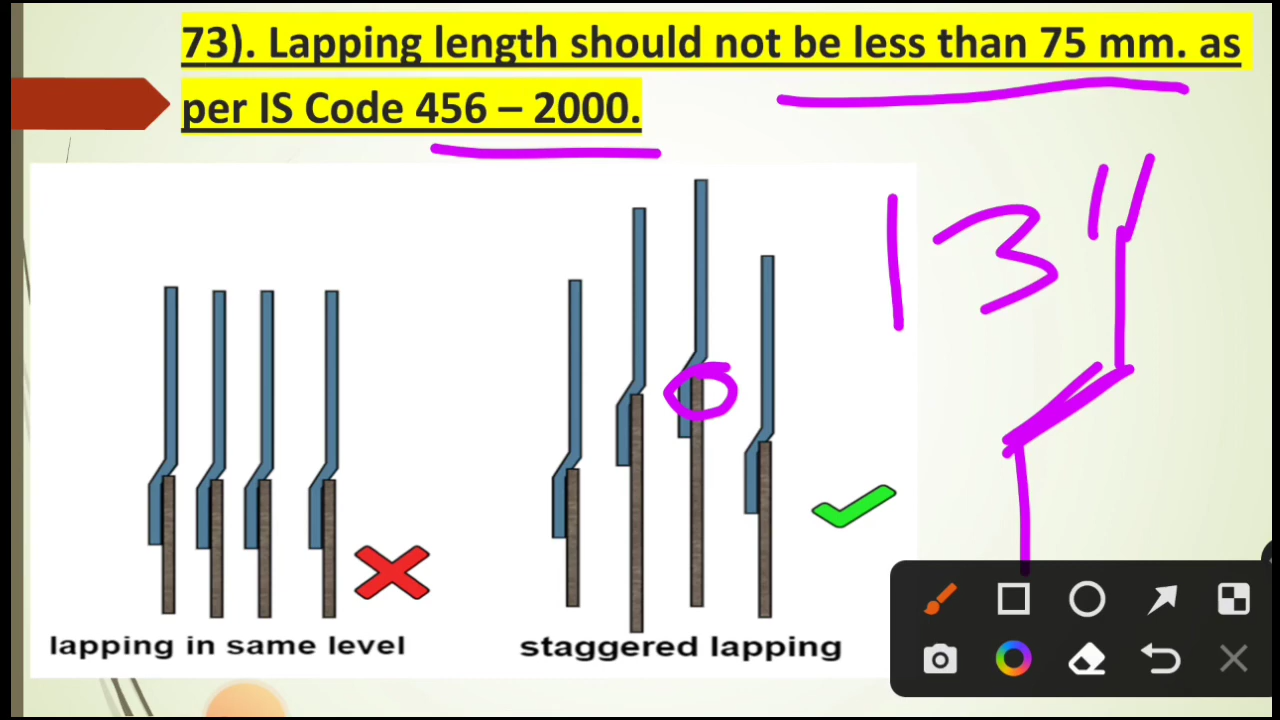 73). Lapping length should not be less than 75 mm. as
per IS Code 456 – 2000.
13"
lapping in same level
staggered lapping